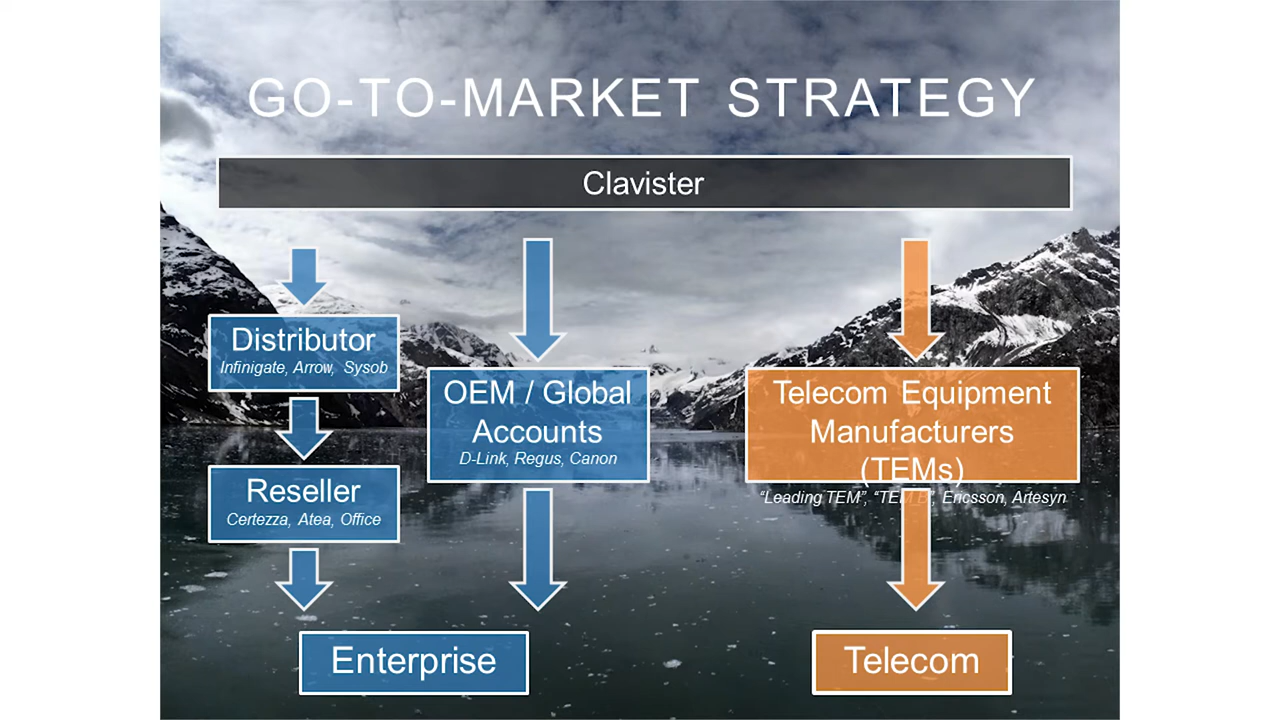 GO-TO-MARKET STRATEGY
Clavister
Distributor
Infinigate, Arrow, Sysob
Reseller
Certezza, Atea, Office
OEM / Global
Accounts
D-Link, Regus, Canon
Telecom Equipment
Manufacturers
(TEMs)
“Leading TEM”, “TEM B”, Ericsson, Artesyn
Enterprise
Telecom